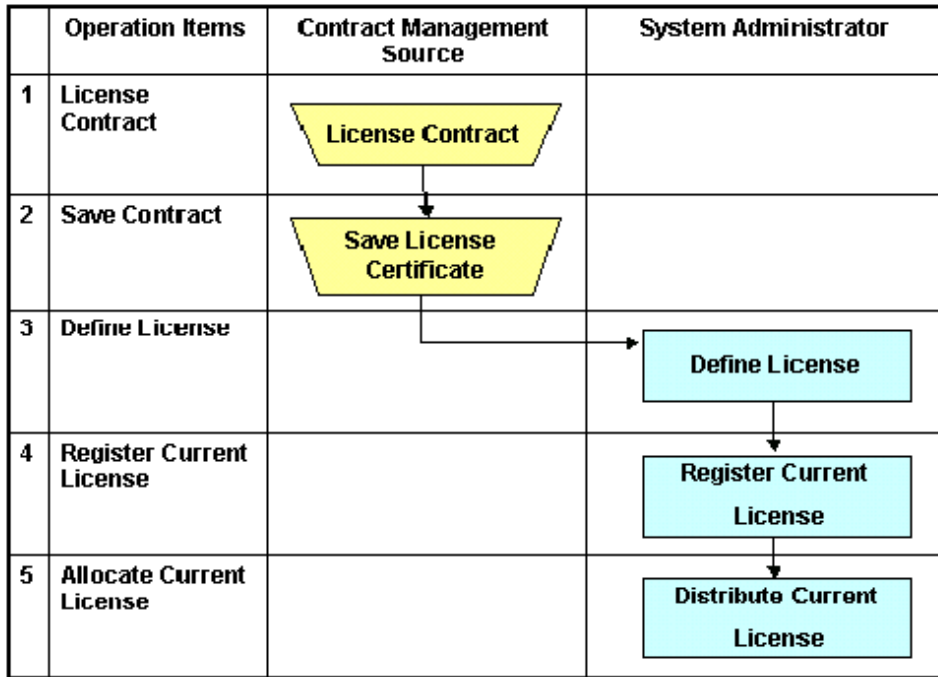 Operation Items
Contract Management
Source
System Administrator
1
License
Contract
License Contract
2
Save Contract
Save License
Certificate
3
Define License
Define License
4
Register Current
License
Register Current
License
5
Allocate Current
License
Distribute Current
License